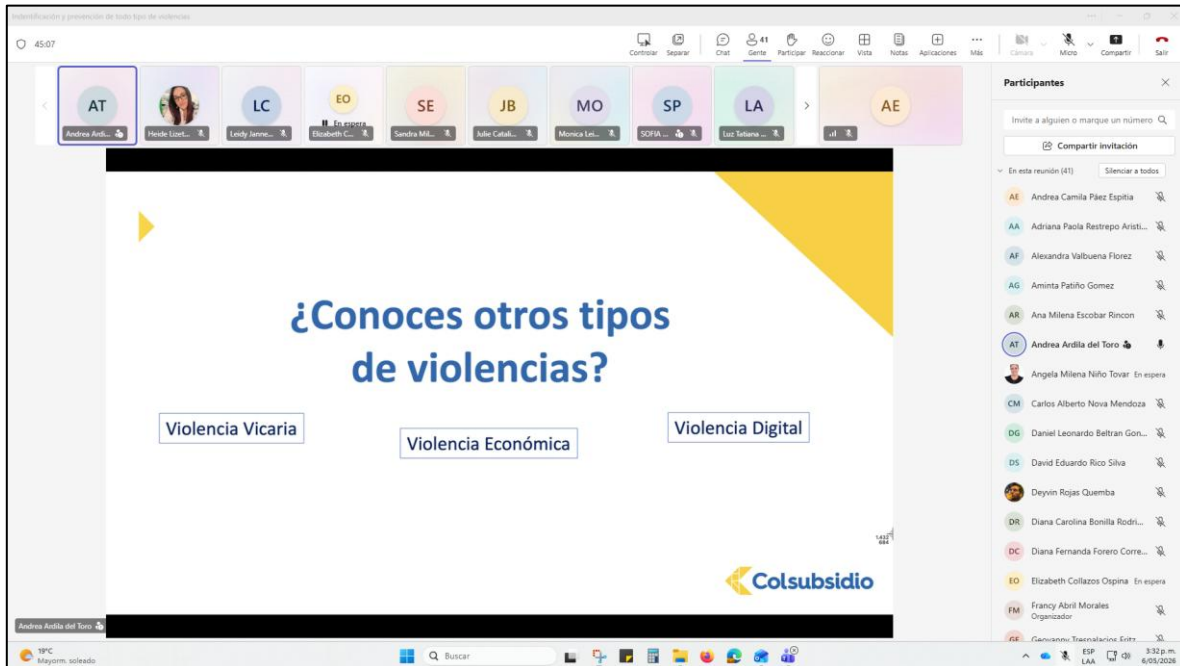 Indentificación y prevención de todo tipo de violencias
45:07
Controlar
Separar
Chat
41
Gente
Participar
Reaccionar
Vista
Notas
Aplicaciones
Más
Cámara
Micro
Compartir
Salir
AT
Andrea Ardi...
Heide Lizet...
LC
Leidy Janne...
EO
En espera
Elizabeth C...
SE
Sandra Mil...
JB
Julie Catali...
MO
Monica Lei...
SP
SOFIA ...
LA
Luz Tatiana ...
AE
¿Conoces otros tipos
de violencias?
Violencia Vicaria
Violencia Económica
Violencia Digital
Colsubsidio
Andrea Ardila del Toro
Participantes
Invite a alguien o marque un número
Compartir invitación
En esta reunión (41)
Silenciar a todos
AE Andrea Camila Páez Espitia
AA Adriana Paola Restrepo Aristi...
AF Alexandra Valbuena Florez
AG Aminta Patiño Gomez
AR Ana Milena Escobar Rincon
AT Andrea Ardila del Toro
Angela Milena Niño Tovar En espera
CM Carlos Alberto Nova Mendoza
DG Daniel Leonardo Beltran Gon...
DS David Eduardo Rico Silva
Deyvin Rojas Quemba
DR Diana Carolina Bonilla Rodri...
DC Diana Fernanda Forero Corre...
EO Elizabeth Collazos Ospina En espera
FM Francy Abril Morales
Organizador
GF Geovanny Trespalacios Fritz
19°C
Mayorm. soleado
Buscar
ESP
LAA
3:32 p.m.
6/05/2026